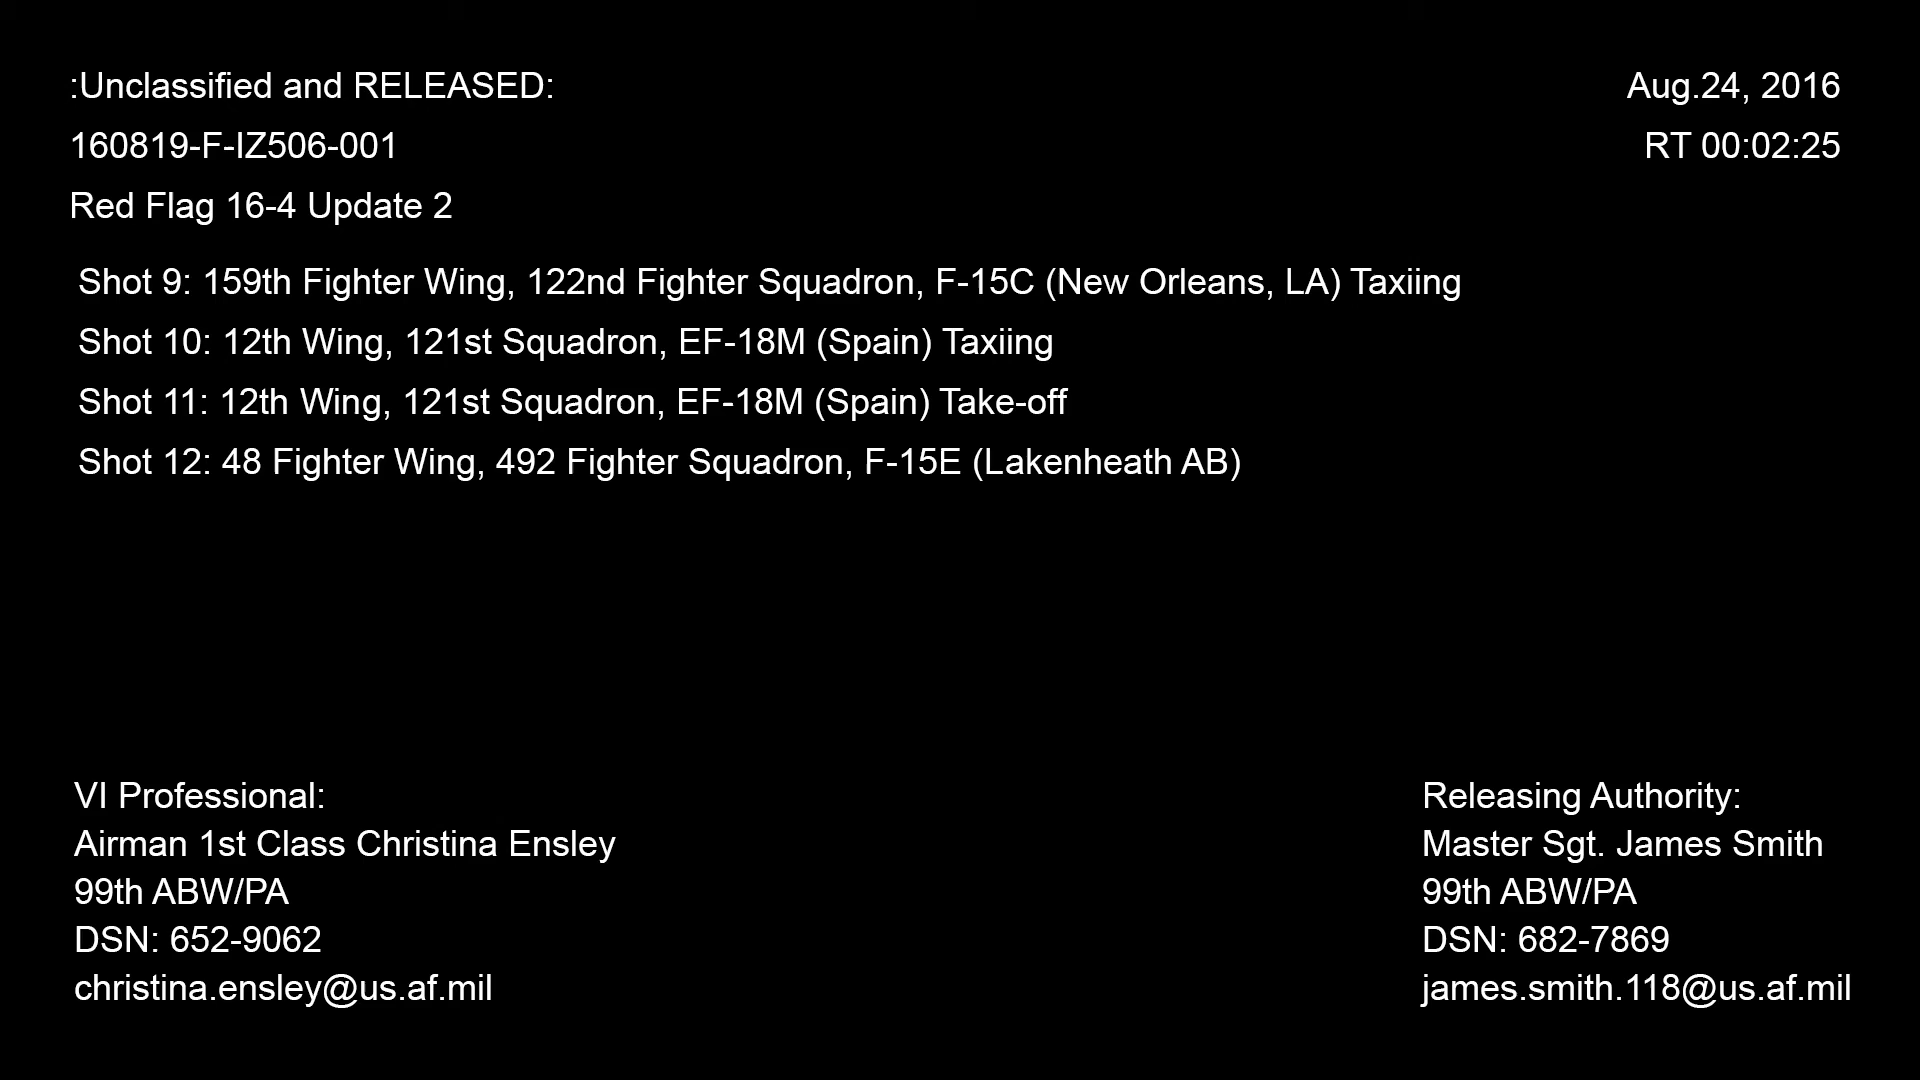 :Unclassified and RELEASED:
Aug.24, 2016
160819-F-IZ506-001
RT 00:02:25
Red Flag 16-4 Update 2
Shot 9: 159th Fighter Wing, 122nd Fighter Squadron, F-15C (New Orleans, LA) Taxiing
Shot 10: 12th Wing, 121st Squadron, EF-18M (Spain) Taxiing
Shot 11: 12th Wing, 121st Squadron, EF-18M (Spain) Take-off
Shot 12: 48 Fighter Wing, 492 Fighter Squadron, F-15E (Lakenheath AB)
VI Professional:
Airman 1st Class Christina Ensley
99th ABW/PA
DSN: 652-9062
christina.ensley@us.af.mil
Releasing Authority:
Master Sgt. James Smith
99th ABW/PA
DSN: 682-7869
james.smith.118@us.af.mil